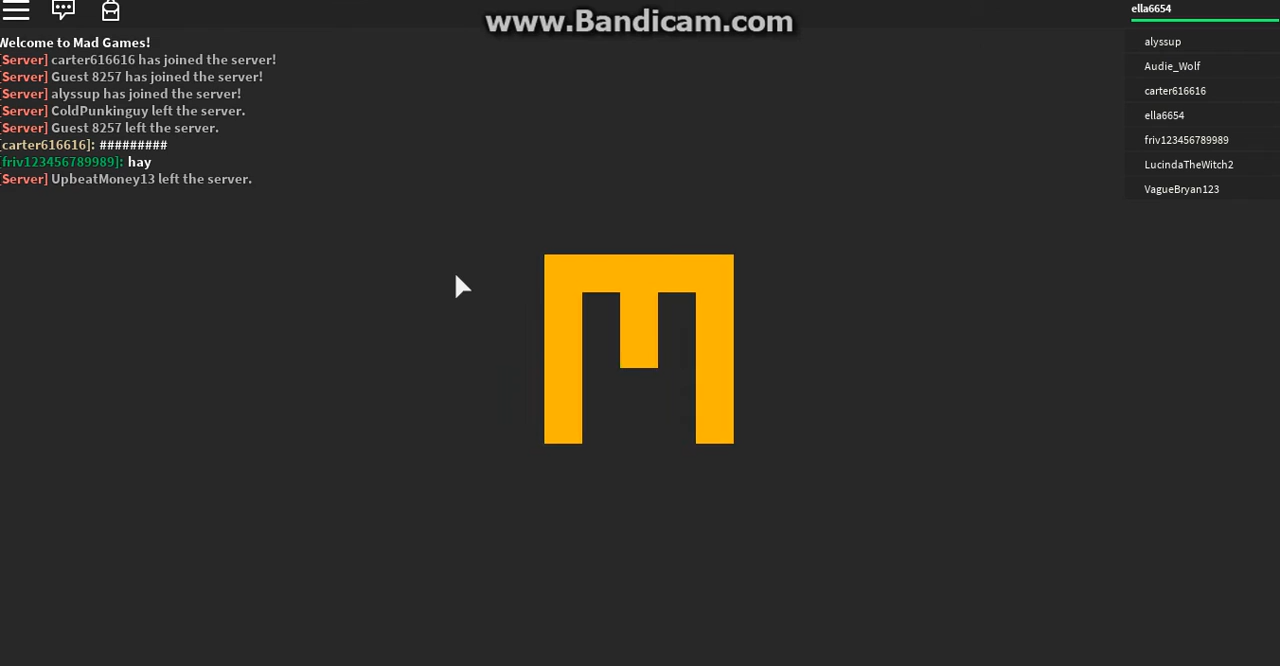 www.Bandicam.com
ella6654
Welcome to Mad Games!
[Server] carter616616 has joined the server!
[Server] Guest 8257 has joined the server!
[Server] alyssup has joined the server!
[Server] ColdPunkinguy left the server.
[Server] Guest 8257 left the server.
[carter616616]: #########
[friv123456789989]: hay
[Server] UpbeatMoney13 left the server.
alyssup
Audie_Wolf
carter616616
ella6654
friv123456789989
LucindaTheWitch2
VagueBryan123
M